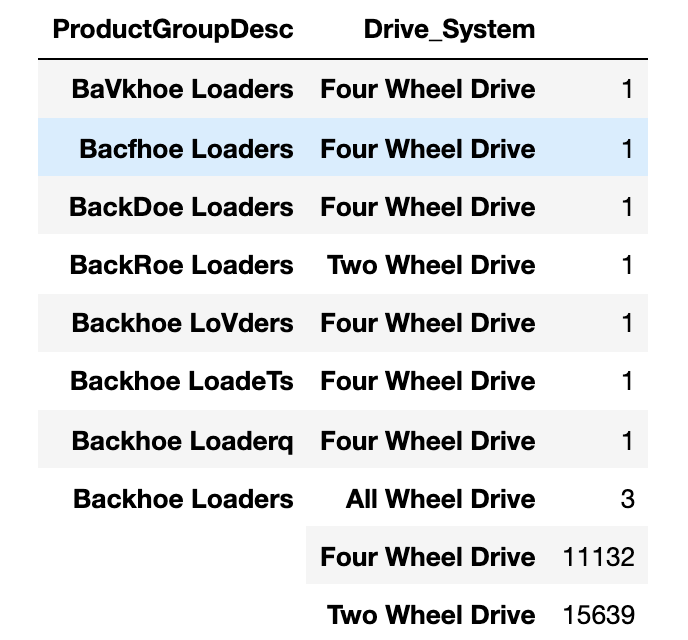 ProductGroupDesc Drive_System
BaVkhoe Loaders Four Wheel Drive 1
Bacfhoe Loaders Four Wheel Drive 1
BackDoe Loaders Four Wheel Drive 1
BackRoe Loaders Two Wheel Drive 1
Backhoe LoVders Four Wheel Drive 1
Backhoe LoadeTs Four Wheel Drive 1
Backhoe Loaderq Four Wheel Drive 1
Backhoe Loaders All Wheel Drive 3
Four Wheel Drive 11132
Two Wheel Drive 15639